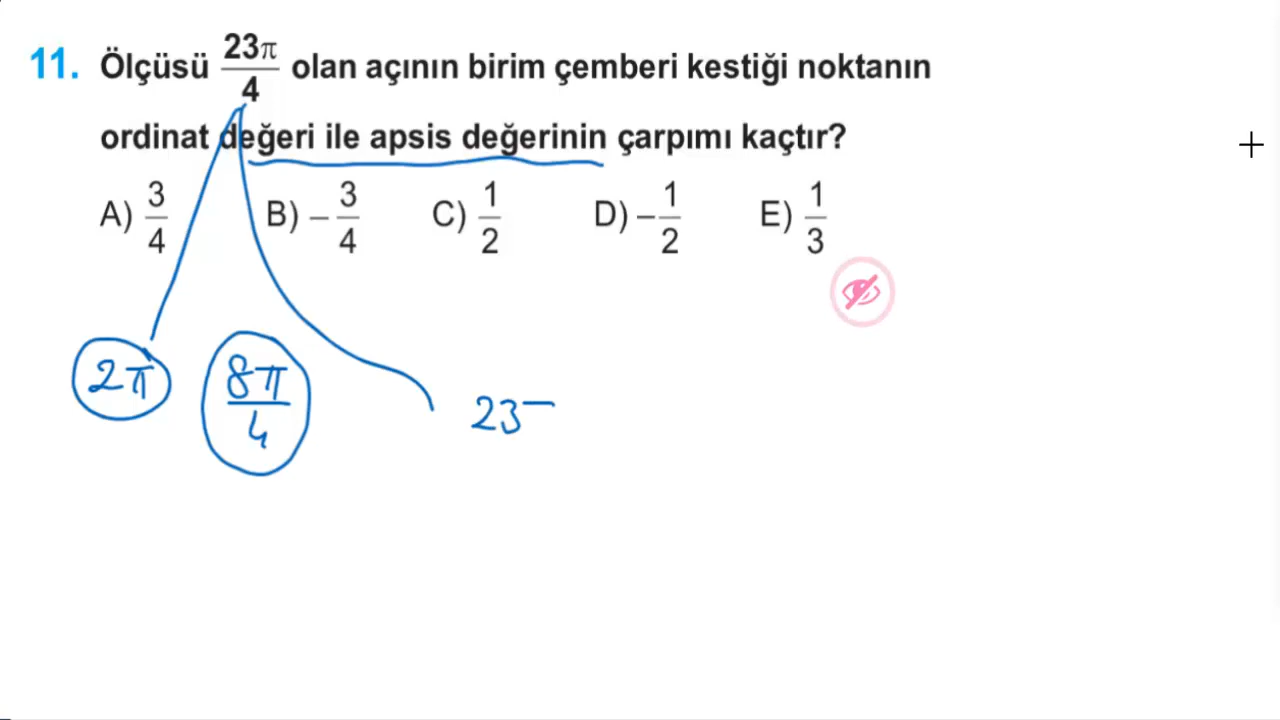 11. Ölçüsü 23π/4 olan açının birim çemberi kestiği noktanın
ordinat değeri ile apsis değerinin çarpımı kaçtır?
A) 3/4 B) -3/4 C) 1/2 D) -1/2 E) 1/3
2π 8π/4 23